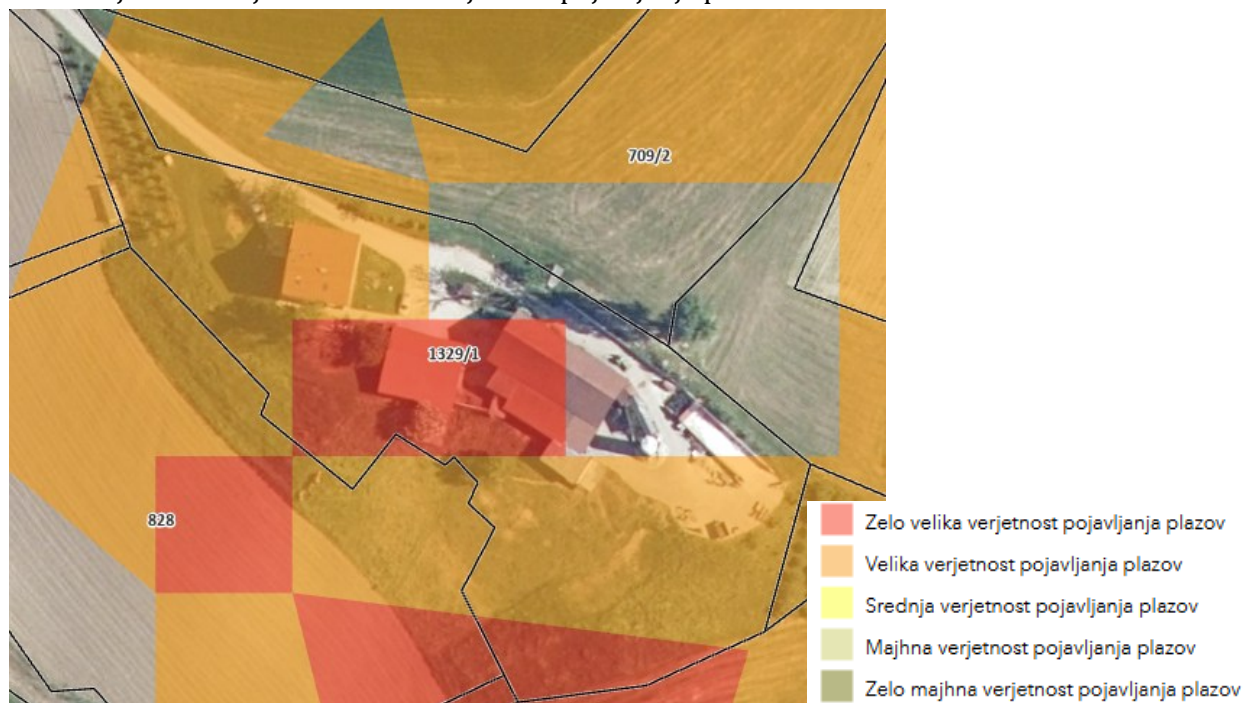 709/2
1329/1
828
Zelo velika verjetnost pojavljanja plazov
Velika verjetnost pojavljanja plazov
Srednja verjetnost pojavljanja plazov
Majhna verjetnost pojavljanja plazov
Zelo majhna verjetnost pojavljanja plazov